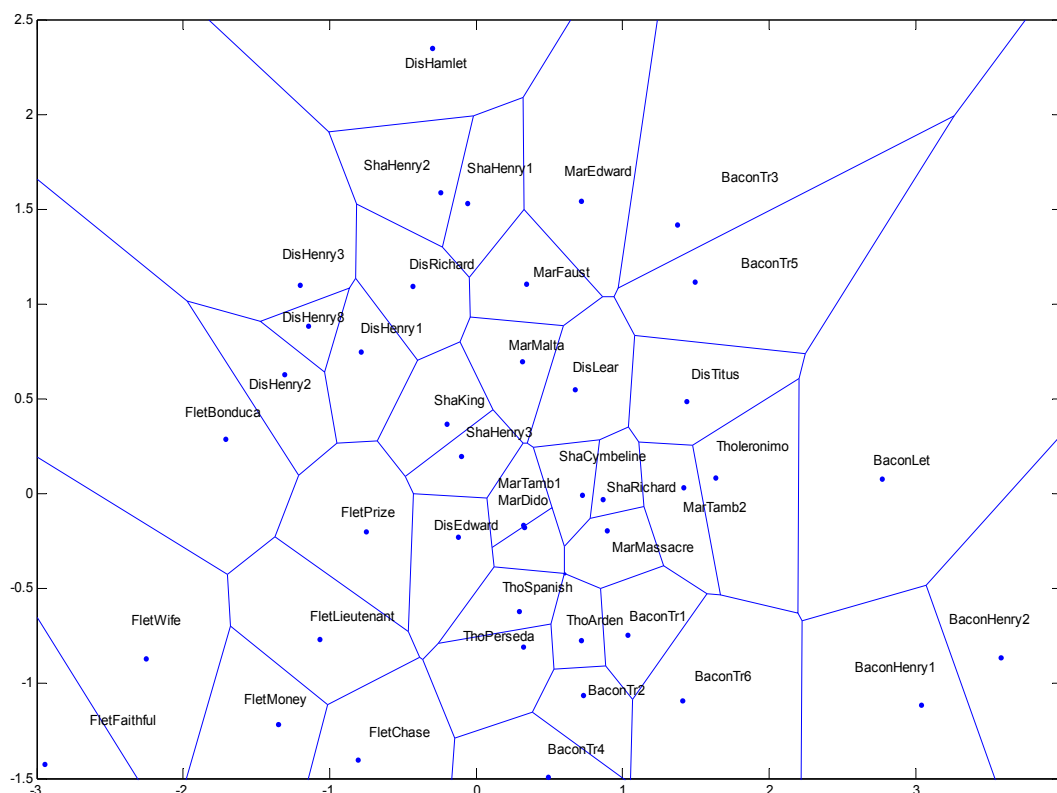 2.5
DisHamlet
2
ShaHenry2
ShaHenry1
MarEdward
BaconTr3
1.5
DisHenry3
DisRichard
MarFaust
BaconTr5
1
DisHenry8
DisHenry1
MarMalta
DisLear
DisTitus
0.5
DisHenry2
FletBonduca
ShaKing
ShaHenry3
ShaCymbeline
ThoIeronimo
BaconLet
0
MarTamb1
ShaRichard
MarDido
MarTamb2
FletPrize
DisEdward
MarMassacre
-0.5
ThoSpanish
FletWife
FletLieutenant
ThoPerseda
ThoArden
BaconTr1
BaconHenry2
-1
FletMoney
BaconTr2
BaconTr6
BaconHenry1
FletFaithful
FletChase
BaconTr4
-1.5
-3 -2 -1 0 1 2 3